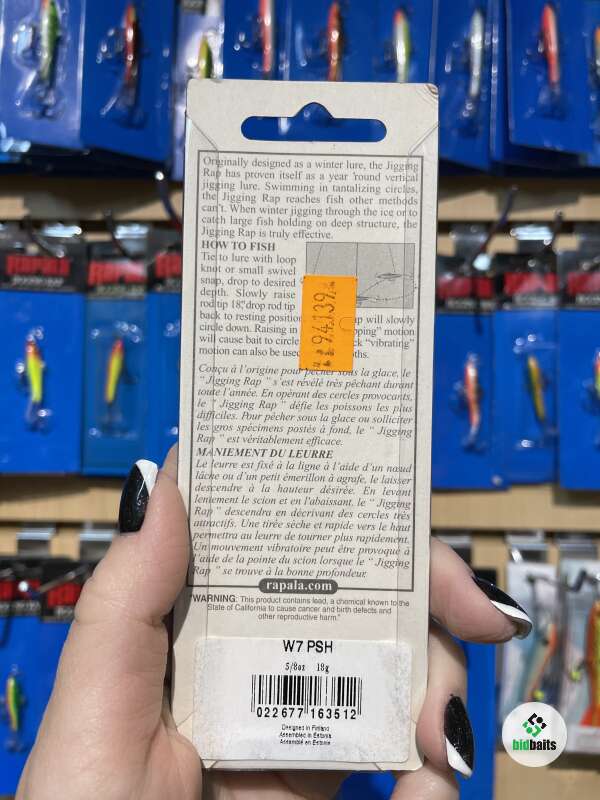 Originally designed as a winter lure, the Jigging
Rap has proven itself as a year 'round vertical
jigging lure. Swimming in tantalizing circles,
the Jigging Rap reaches fish other methods
can't. When winter jigging through the ice or to
catch large fish holding on deep structure, the
Jigging Rap is truly effective.
HOW TO FISH
Tie to lure with loop
knot or small swivel
snap, drop to desired
depth. Slowly raise
rod tip 18", drop rod tip
back to resting position will slowly
circle down. Raising in motion
will cause bait to circle "vibrating"
motion can also be used
94139
Conçu à l'origine pour pêcher sous la glace, le
" Jigging Rap " s'est révélé très péchant durant
toute l'année. En opérant des cercles provocants,
le " Jigging Rap " défie les poissons les plus
difficiles. Pour pêcher sous la glace ou solliciter
les gros spécimens postés à fond, le " Jigging
Rap " est véritablement efficace.
MANIEMENT DU LEURRE
Le leurre est fixé à la ligne à l'aide d'un nœud
lâche ou d'un petit émerillon à agrafe, le laisser
descendre à la hauteur désirée. En levant
lentement le scion et en l'abaissant, le " Jigging
Rap " descendra en décrivant des cercles très
attractifs. Une tirée sèche et rapide vers le haut
permettra au leurre de tourner plus rapidement.
Un mouvement vibratoire peut être provoqué à
l'aide de la pointe du scion lorsque le " Jigging
Rap " se trouve à la bonne profondeur.
rapala.com
"WARNING: This product contains lead, a chemical known to the
State of California to cause cancer and birth defects and
other reproductive harm."
W7 PSH
5/8oz 18g
022677 163512
Designed in Finland
Assembled in Estonia
Assemblé en Estonie
bidbaits
RAPALA